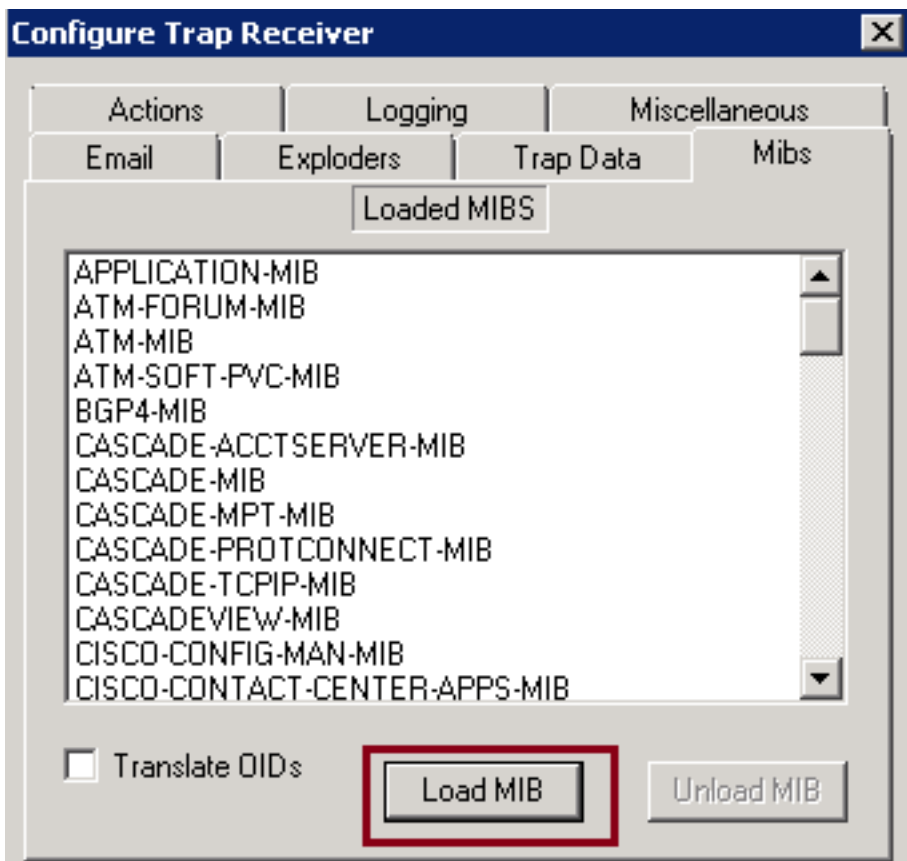 Configure Trap Receiver
Actions Logging Miscellaneous
Email Exploders Trap Data Mibs
Loaded MIBS
APPLICATION-MIB
ATM-FORUM-MIB
ATM-MIB
ATM-SOFT-PVC-MIB
BGP4-MIB
CASCADE-ACCTSERVER-MIB
CASCADE-MIB
CASCADE-MPT-MIB
CASCADE-PROTCONNECT-MIB
CASCADE-TCPIP-MIB
CASCADEVIEW-MIB
CISCO-CONFIG-MAN-MIB
CISCO-CONTACT-CENTER-APPS-MIB
Translate OIDs Load MIB Unload MIB